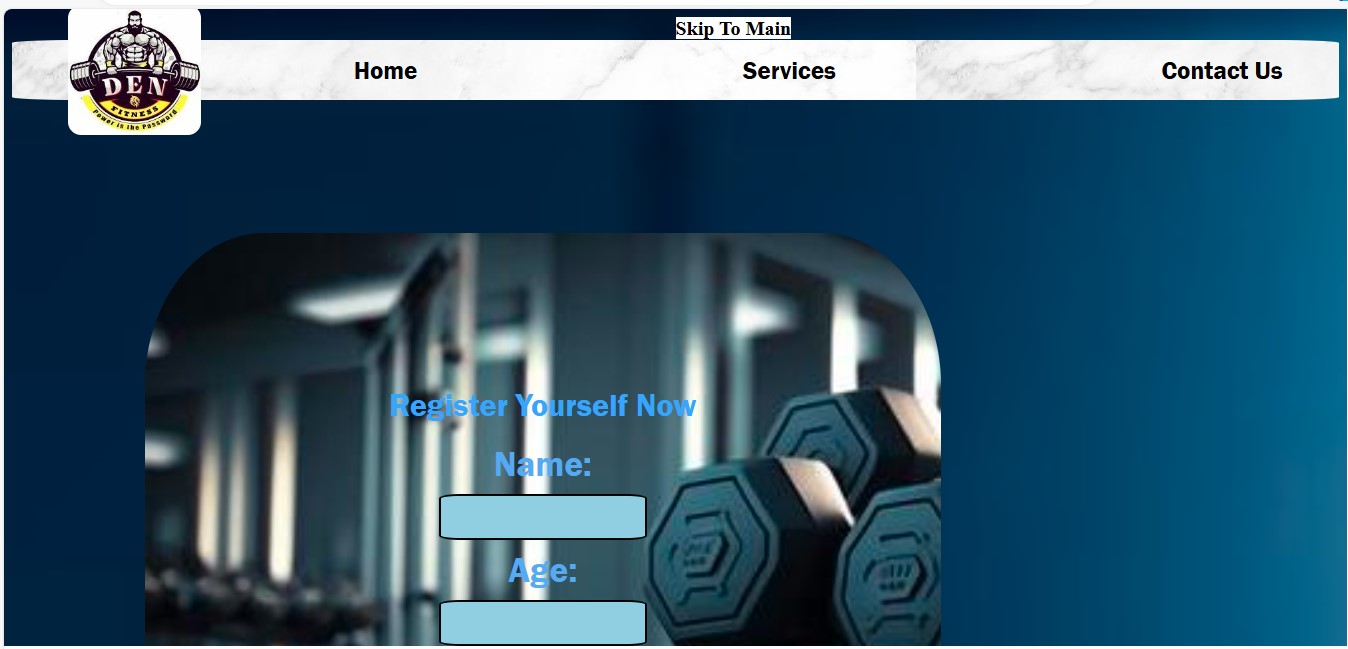 Skip To Main
Home Services Contact Us
DEN
FITNESS
Power is the Password
Register Yourself Now
Name:
Age: